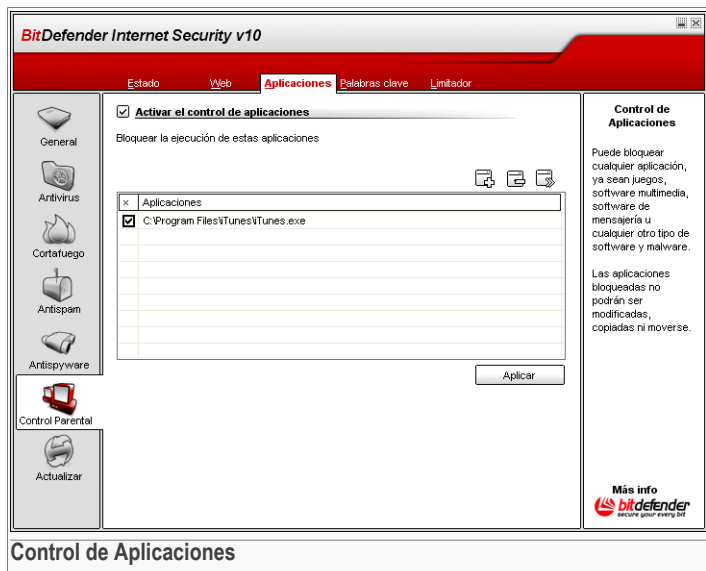 BitDefender Internet Security v10
Estado Web Aplicaciones Palabras clave Limitador
General
Antivirus
Cortafuego
Antispam
Antispyware
Control Parental
Actualizar
Activar el control de aplicaciones
Bloquear la ejecución de estas aplicaciones
× Aplicaciones
C:\Program Files\iTunes\iTunes.exe
Aplicar
Control de
Aplicaciones
Puede bloquear
cualquier aplicación,
ya sean juegos,
software multimedia,
software de
mensajería u
cualquier otro tipo de
software y malware.
Las aplicaciones
bloqueadas no
podrán ser
modificadas,
copiadas ni moverse.
Más info
bitdefender
secure your every bit
Control de Aplicaciones